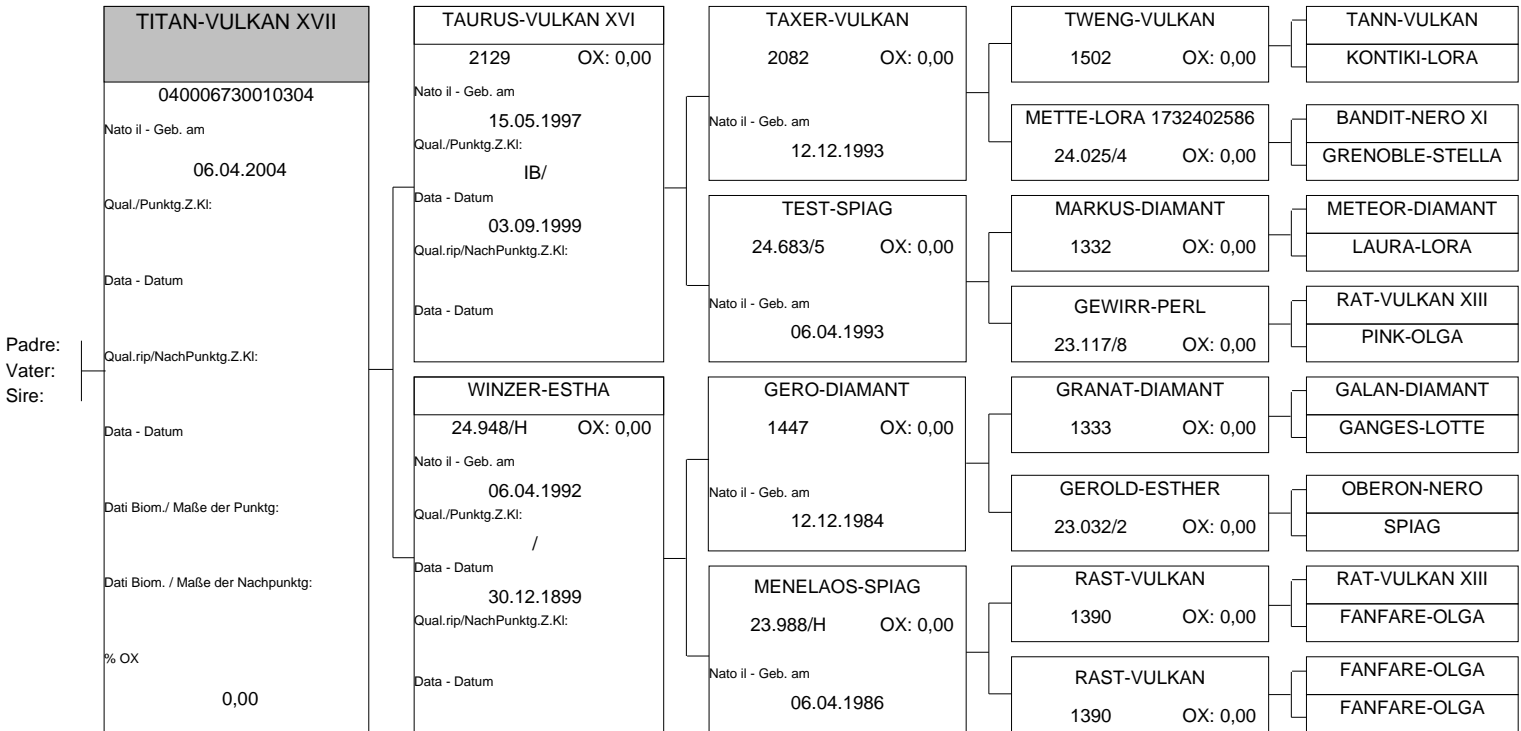 Padre:
Vater:
Sire:
TITAN-VULKAN XVII
040006730010304
Nato il - Geb. am
06.04.2004
Qual./Punktg.Z.Kl:
Data - Datum
Qual.rip/NachPunktg.Z.Kl:
Data - Datum
Dati Biom./ Maße der Punktg:
Dati Biom. / Maße der Nachpunktg:
% OX
0,00
TAURUS-VULKAN XVI
2129 OX: 0,00
Nato il - Geb. am
15.05.1997
Qual./Punktg.Z.Kl:
IB/
Data - Datum
03.09.1999
Qual.rip/NachPunktg.Z.Kl:
Data - Datum
WINZER-ESTHA
24.948/H OX: 0,00
Nato il - Geb. am
06.04.1992
Qual./Punktg.Z.Kl:
/
Data - Datum
30.12.1899
Qual.rip/NachPunktg.Z.Kl:
Data - Datum
TAXER-VULKAN
2082 OX: 0,00
Nato il - Geb. am
12.12.1993
TEST-SPIAG
24.683/5 OX: 0,00
Nato il - Geb. am
06.04.1993
GERO-DIAMANT
1447 OX: 0,00
Nato il - Geb. am
12.12.1984
MENELAOS-SPIAG
23.988/H OX: 0,00
Nato il - Geb. am
06.04.1986
TWENG-VULKAN
1502 OX: 0,00
METTE-LORA 1732402586
24.025/4 OX: 0,00
MARKUS-DIAMANT
1332 OX: 0,00
GEWIRR-PERL
23.117/8 OX: 0,00
GRANAT-DIAMANT
1333 OX: 0,00
GEROLD-ESTHER
23.032/2 OX: 0,00
RAST-VULKAN
1390 OX: 0,00
RAST-VULKAN
1390 OX: 0,00
TANN-VULKAN
KONTIKI-LORA
BANDIT-NERO XI
GRENOBLE-STELLA
METEOR-DIAMANT
LAURA-LORA
RAT-VULKAN XIII
PINK-OLGA
GALAN-DIAMANT
GANGES-LOTTE
OBERON-NERO
SPIAG
RAT-VULKAN XIII
FANFARE-OLGA
FANFARE-OLGA
FANFARE-OLGA